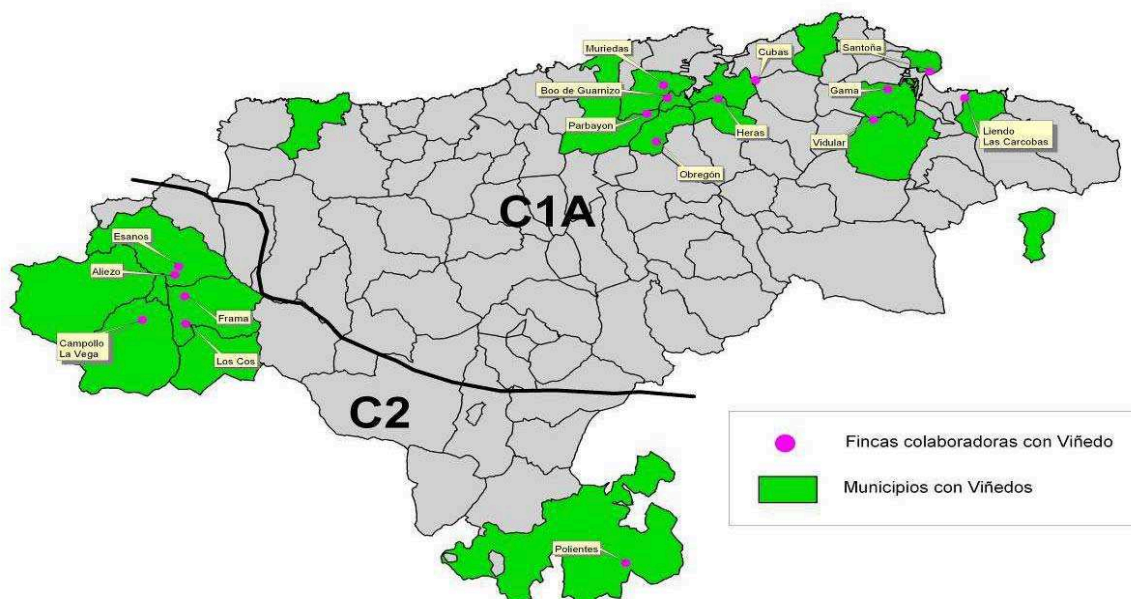 Muriedas
Cubas
Santoña
Boo de Guarnizo
Gama
Parbayon
Heras
Vidular
Liendo
Las Carcobas
Obregón
C1A
Esanos
Aliezo
Frama
Campollo
La Vega
Los Cos
C2
Fincas colaboradoras con Viñedo
Municipios con Viñedos
Polientes